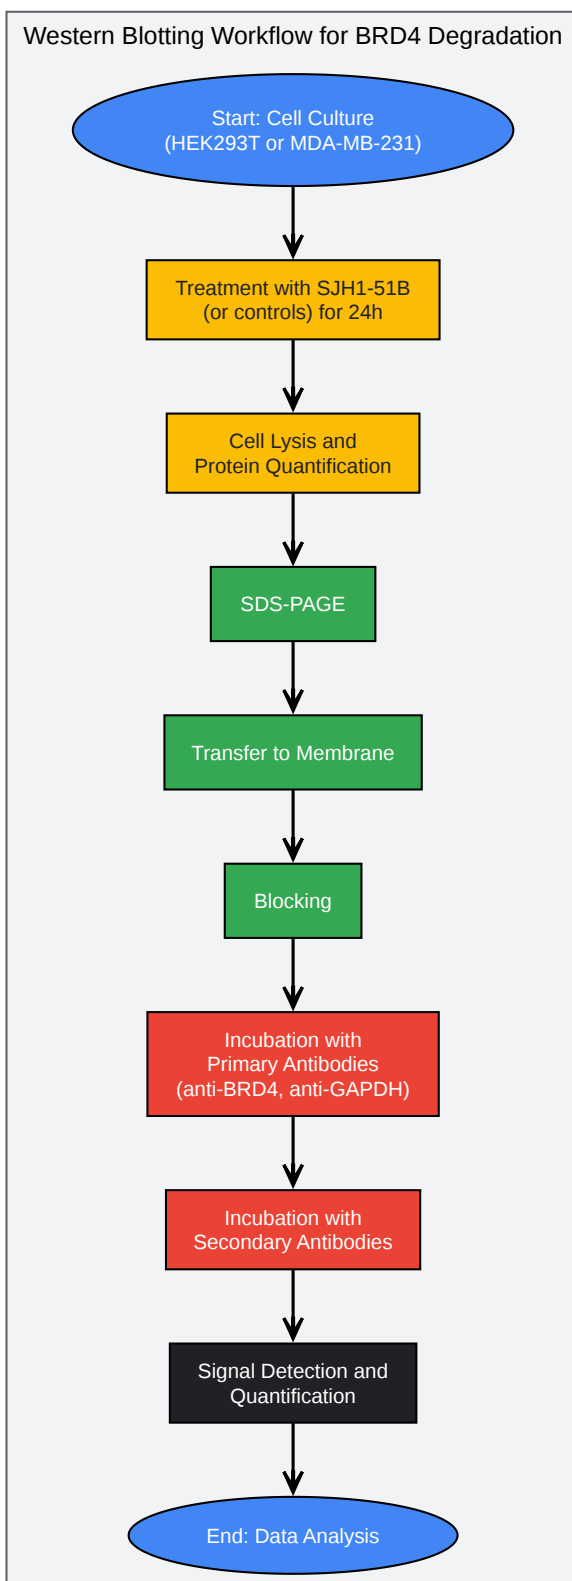 Western Blotting Workflow for BRD4 Degradation
Start: Cell Culture
(HEK293T or MDA-MB-231)
Treatment with SJH1-51B
(or controls) for 24h
Cell Lysis and
Protein Quantification
SDS-PAGE
Transfer to Membrane
Blocking
Incubation with
Primary Antibodies
(anti-BRD4, anti-GAPDH)
Incubation with
Secondary Antibodies
Signal Detection and
Quantification
End: Data Analysis